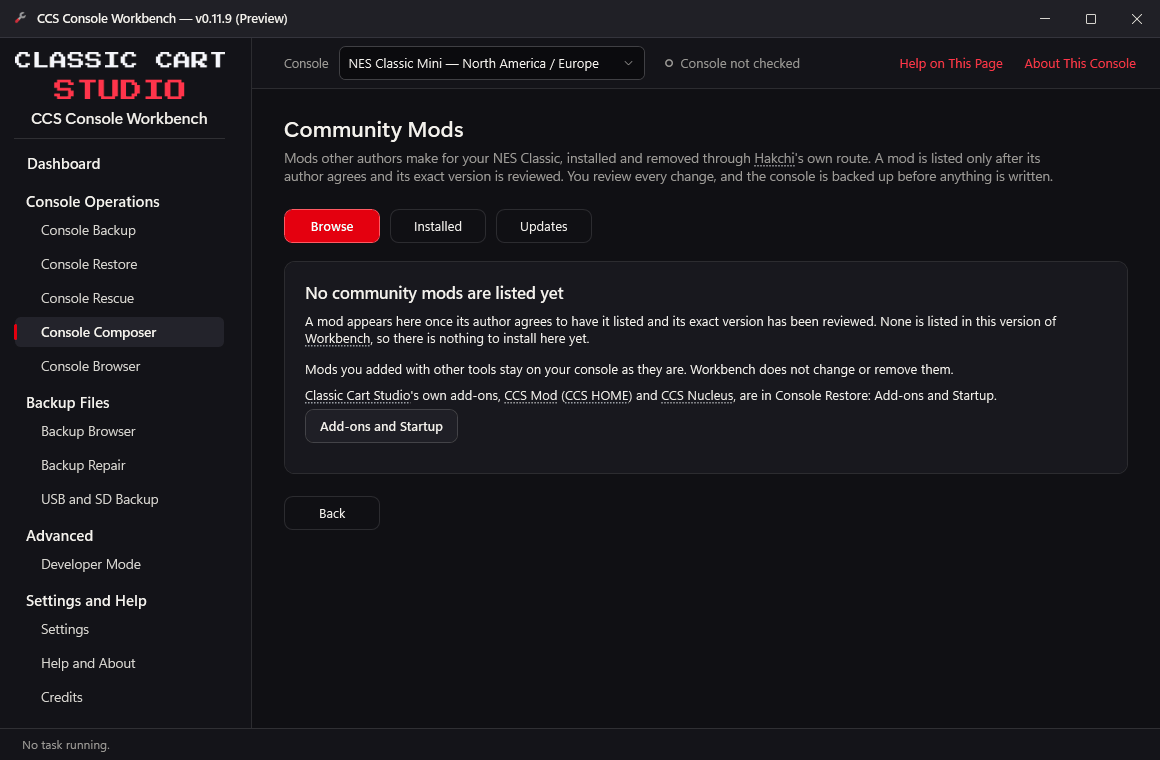 CCS Console Workbench — v0.11.9 (Preview)
CLASSIC CART
STUDIO
CCS Console Workbench
Dashboard
Console Operations
Console Backup
Console Restore
Console Rescue
Console Composer
Console Browser
Backup Files
Backup Browser
Backup Repair
USB and SD Backup
Advanced
Developer Mode
Settings and Help
Settings
Help and About
Credits
Console
NES Classic Mini — North America / Europe
Console not checked
Help on This Page
About This Console
Community Mods
Mods other authors make for your NES Classic, installed and removed through Hakchi's own route. A mod is listed only after its
author agrees and its exact version is reviewed. You review every change, and the console is backed up before anything is written.
Browse
Installed
Updates
No community mods are listed yet
A mod appears here once its author agrees to have it listed and its exact version has been reviewed. None is listed in this version of
Workbench, so there is nothing to install here yet.
Mods you added with other tools stay on your console as they are. Workbench does not change or remove them.
Classic Cart Studio's own add-ons, CCS Mod (CCS HOME) and CCS Nucleus, are in Console Restore: Add-ons and Startup.
Add-ons and Startup
Back
No task running.